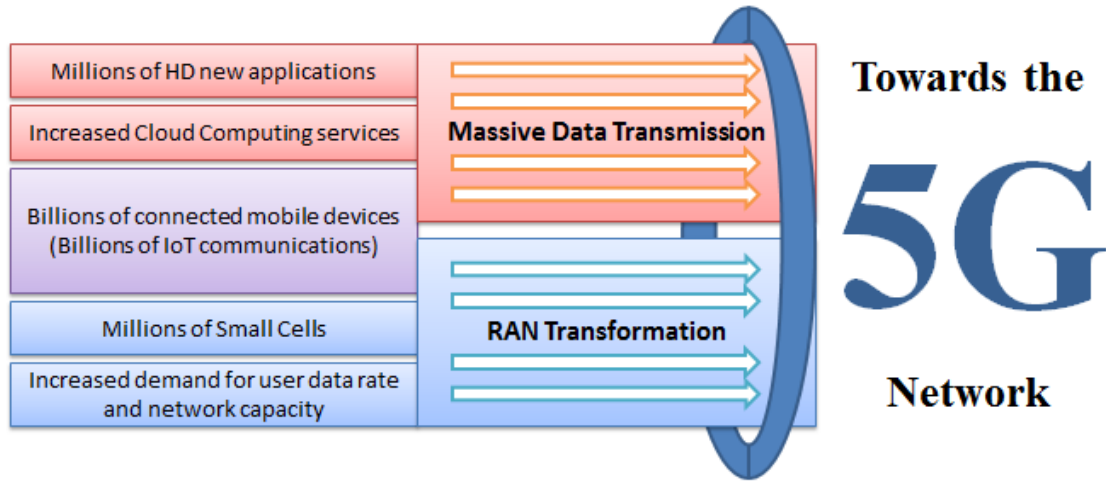 Millions of HD new applications
Increased Cloud Computing services
Billions of connected mobile devices
(Billions of IoT communications)
Millions of Small Cells
Increased demand for user data rate
and network capacity
Massive Data Transmission
RAN Transformation
Towards the
5G
Network